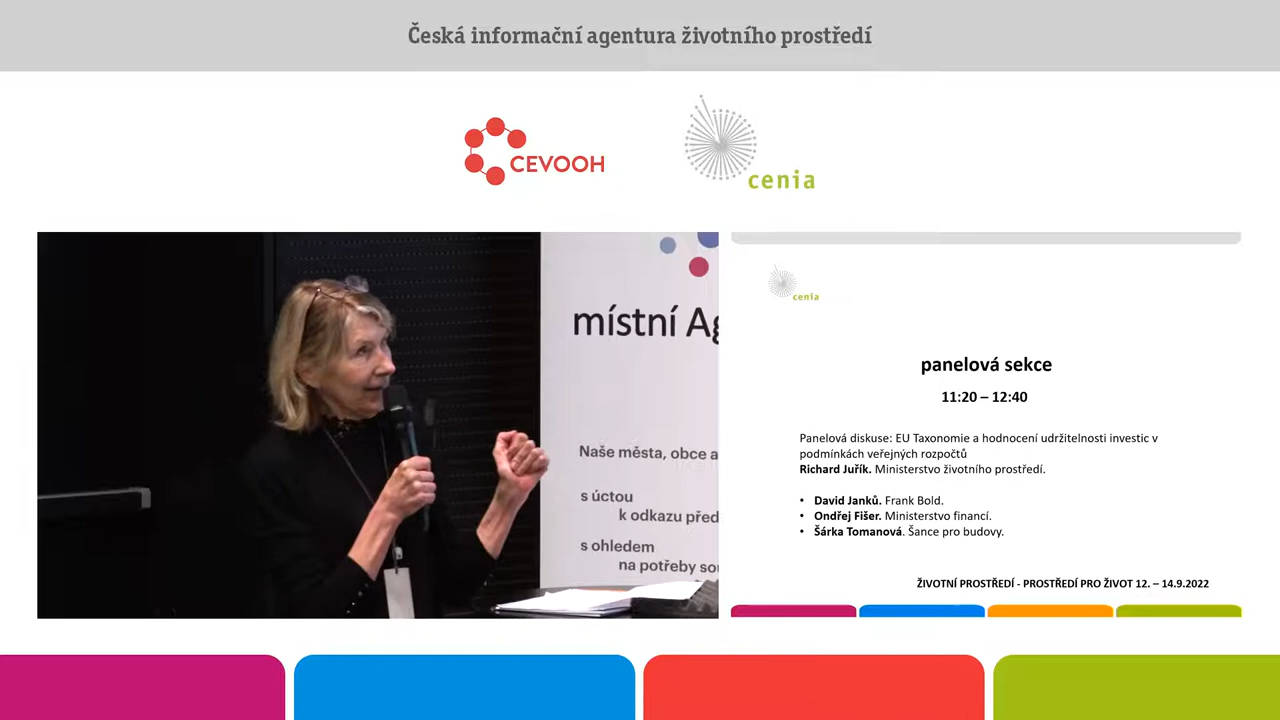 Česká informační agentura životního prostředí
CEVOOH
cenia
místní Ag
Naše města, obce a
s úctou
k odkazu před
s ohledem
na potřeby sou
cenia
panelová sekce
11:20 – 12:40
Panelová diskuse: EU Taxonomie a hodnocení udržitelnosti investic v
podmínkách veřejných rozpočtů
Richard Juřík. Ministerstvo životního prostředí.
• David Janků. Frank Bold.
• Ondřej Fišer. Ministerstvo financí.
• Šárka Tomanová. Šance pro budovy.
ŽIVOTNÍ PROSTŘEDÍ - PROSTŘEDÍ PRO ŽIVOT 12. – 14.9.2022